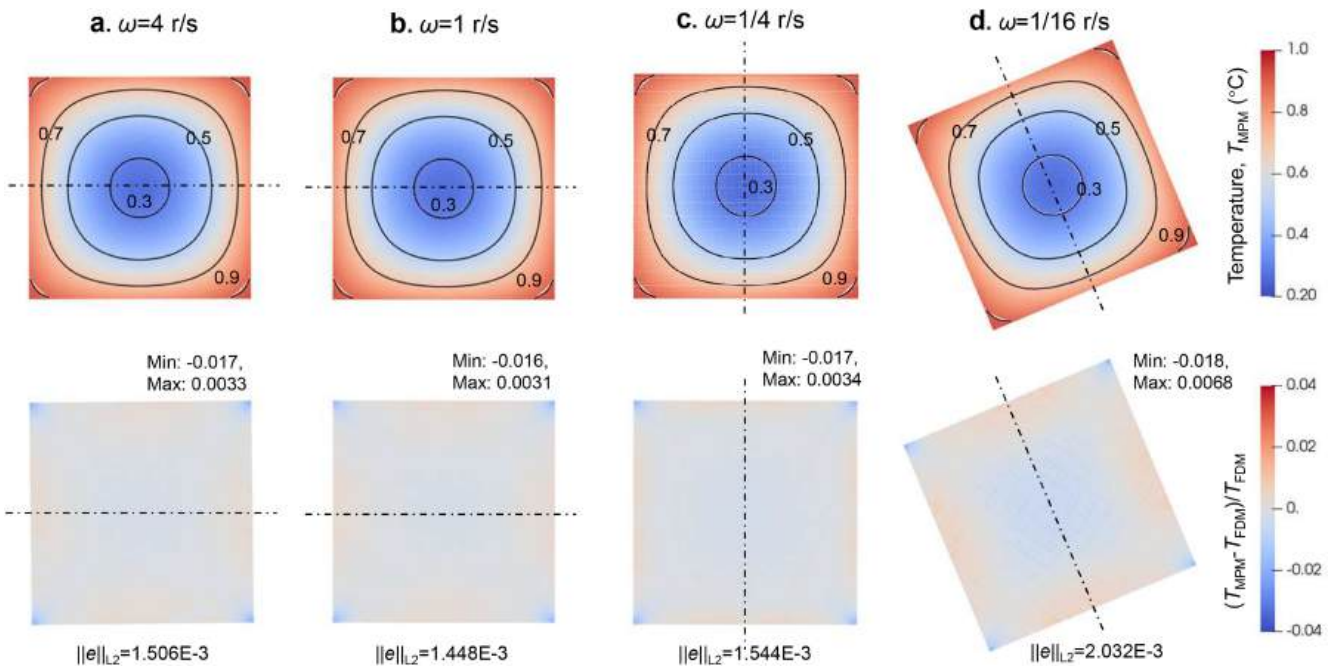 a. ω=4 r/s
b. ω=1 r/s
c. ω=1/4 r/s
d. ω=1/16 r/s
0.7
0.5
0.3
0.9
0.7
0.5
0.3
0.9
0.7
0.5
0.3
0.9
0.7
0.5
0.3
0.9
1.0
0.8
0.6
0.4
0.20
Temperature, T_MPM (°C)
Min: -0.017,
Max: 0.0033
Min: -0.016,
Max: 0.0031
Min: -0.017,
Max: 0.0034
Min: -0.018,
Max: 0.0068
0.04
0.02
0.
-0.02
-0.04
(T_MPM-T_FDM)/T_FDM
||e||_L2=1.506E-3
||e||_L2=1.448E-3
||e||_L2=1.544E-3
||e||_L2=2.032E-3